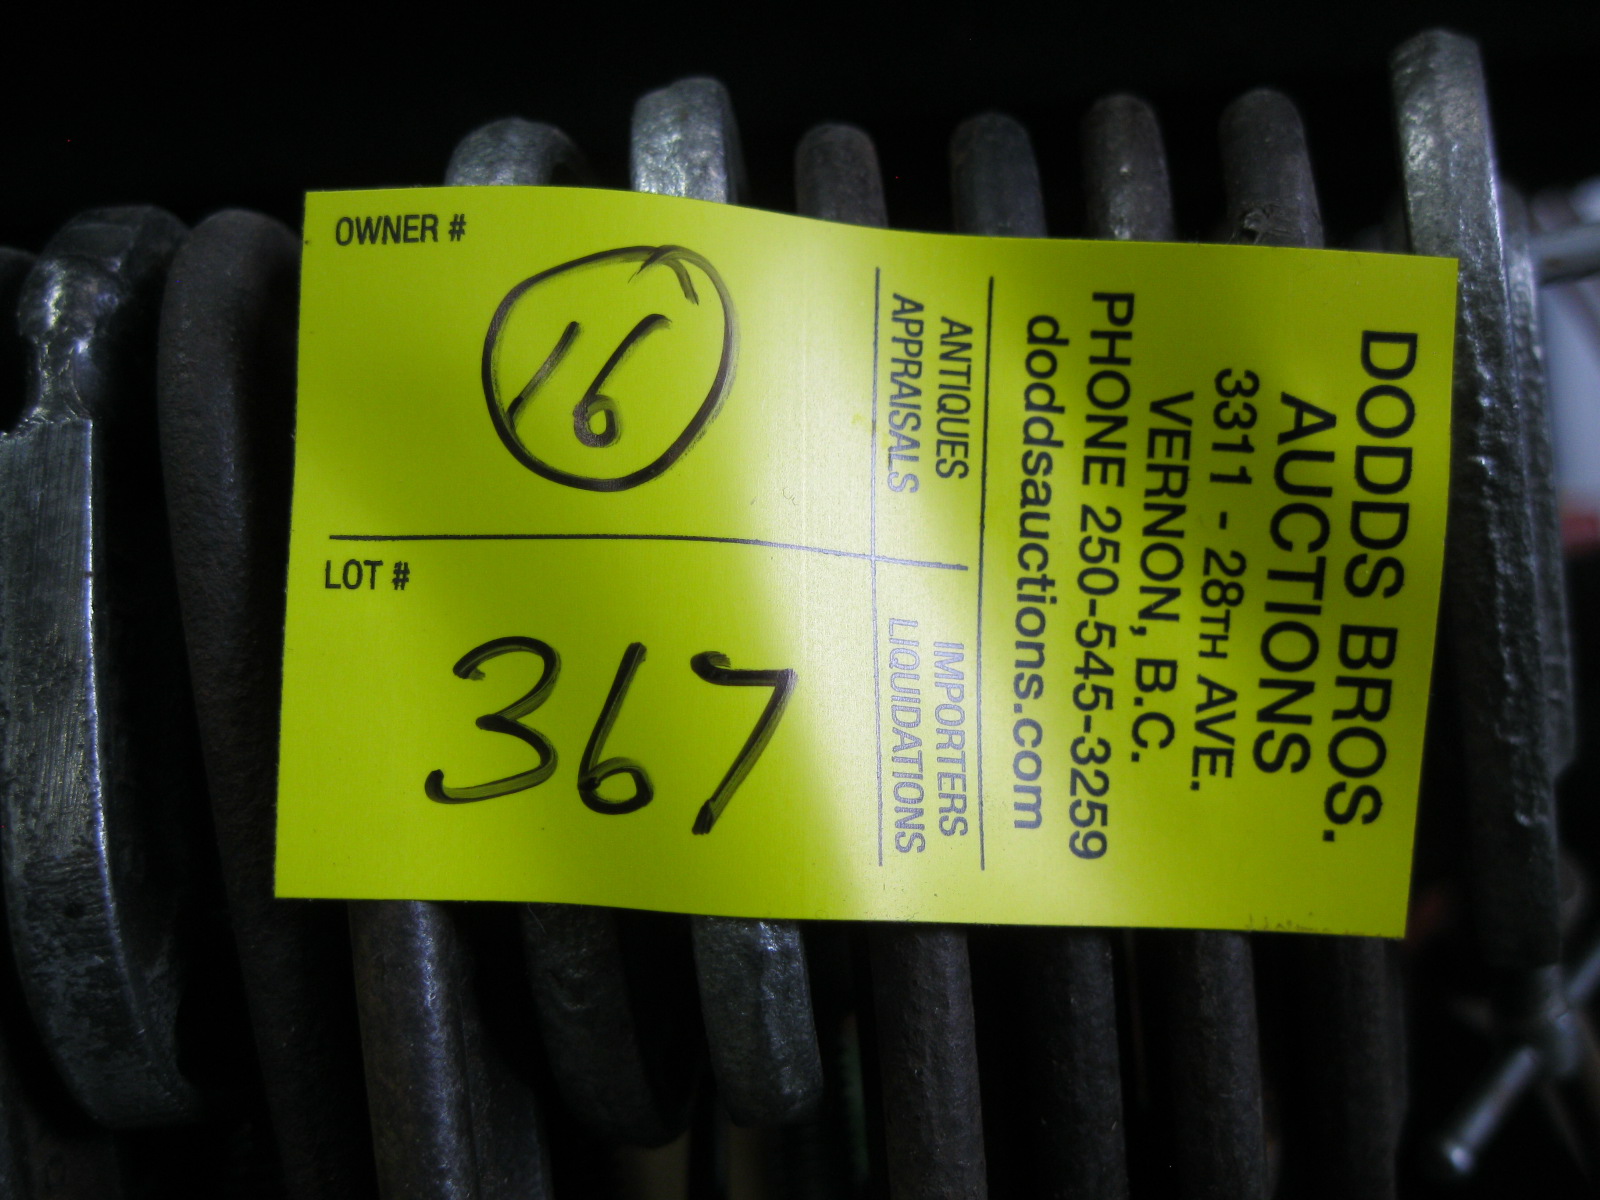 DODDS BROS.
AUCTIONS
3311 - 28TH AVE.
VERNON, B.C.
PHONE 250-545-3259
doddsauctions.com
ANTIQUES
APPRAISALS
IMPORTERS
LIQUIDATIONS
OWNER #
16
LOT #
367